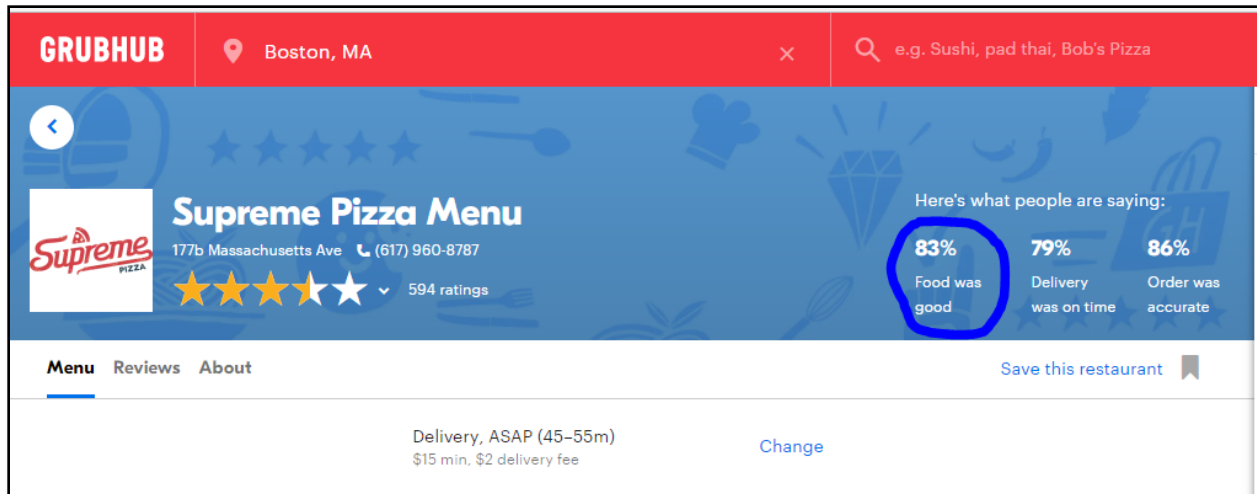 GRUBHUB
Boston, MA
×
e.g. Sushi, pad thai, Bob's Pizza
Supreme
PIZZA
Supreme Pizza Menu
177b Massachusetts Ave (617) 960-8787
594 ratings
Here's what people are saying:
83% 79% 86%
Food was Delivery Order was
good was on time accurate
GH
Menu Reviews About
Save this restaurant
Delivery, ASAP (45–55m)
Change
$15 min, $2 delivery fee